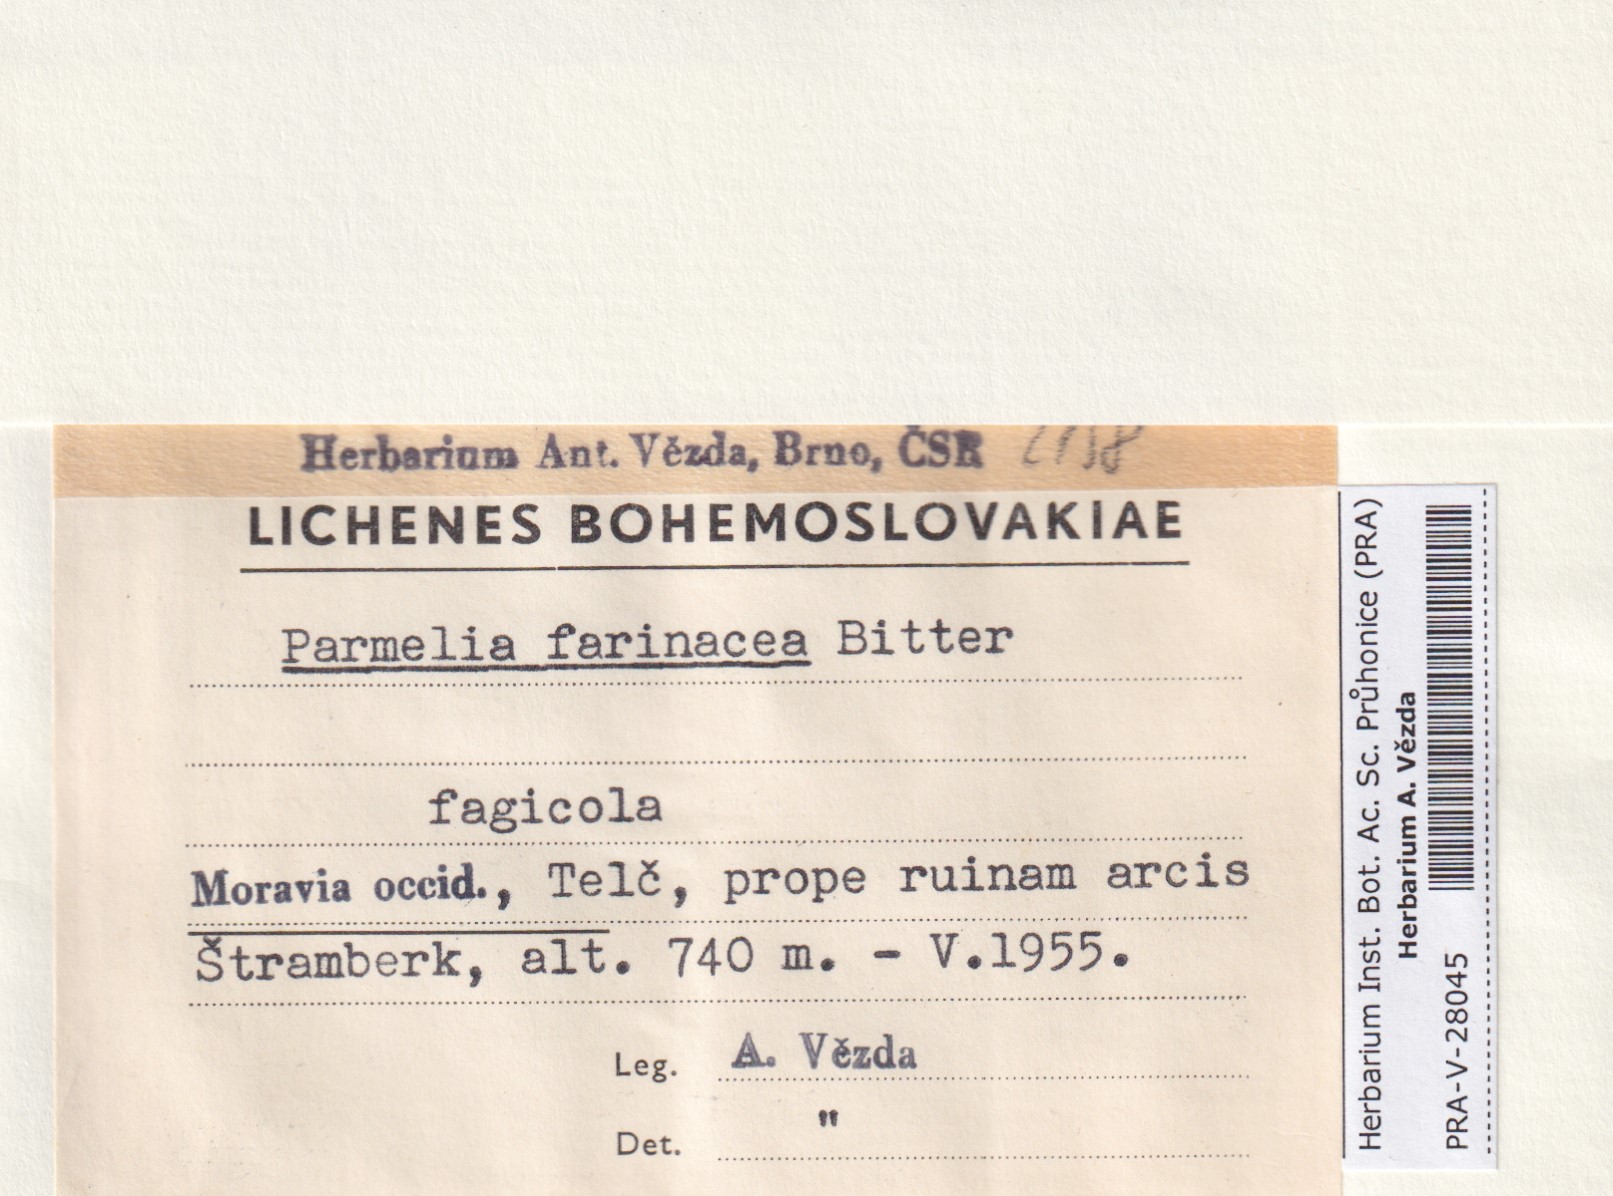 Herbarium Ant. Vězda, Brno, ČSR
LICHENES BOHEMOSLOVAKIAE
Parmelia farinacea Bitter
fagicola
Moravia occid., Telč, prope ruinam arcis
Štramberk, alt. 740 m. - V.1955.
Leg. A. Vězda
Det. "
Herbarium Inst. Bot. Ac. Sc. Průhonice (PRA)
Herbarium A. Vězda
PRA-V-28045